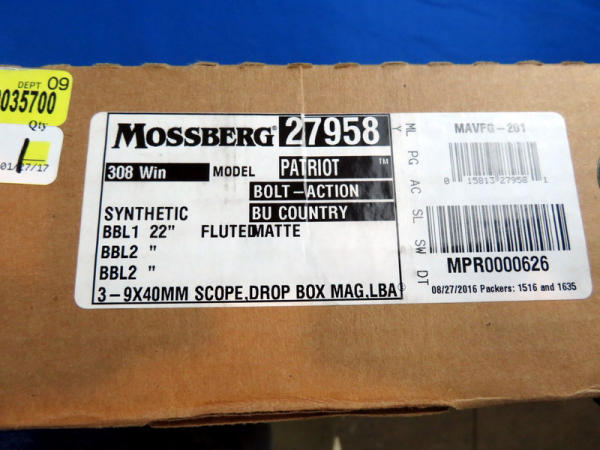 DEPT 09
035700
Qty
01/27/17
MOSSBERG® 27958
308 Win MODEL PATRIOT ™
BOLT-ACTION
SYNTHETIC BU COUNTRY
BBL1 22" FLUTED MATTE
BBL2 "
BBL2 "
3-9X40MM SCOPE,DROP BOX MAG,LBA®
Y
ML PG AC SL SW DT
MAVFG-201
0 15813 27958 1
MPR0000626
08/27/2016 Packers: 1516 and 1635